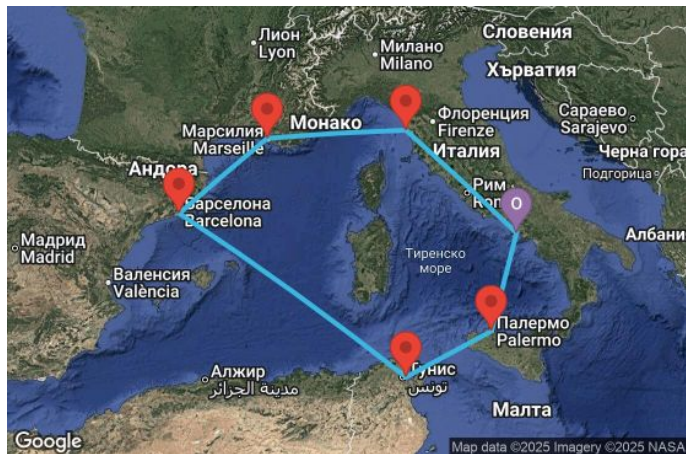 Словения
Лион
Lyon
Милано
Milano
Хърватия
Марсилия
Marseille
Монако
Флоренция
Firenze
Сараево
Sarajevo
Италия
Черна гора
Подгорица
Андора
Рим
O
Барселона
Barcelona
Мадрид
Madrid
Албани
Валенсия
València
Тиренско
море
Палермо
Palermo
Алжир
مدينة الجزائر
Тунис
تونس
Малта
Google
Map data ©2025 Imagery ©2025 NASA